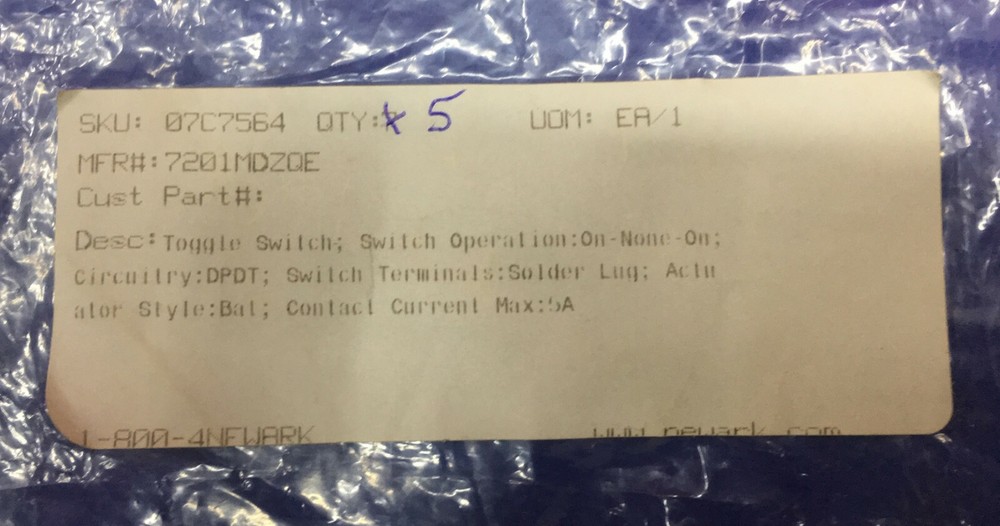 SKU: 07C7564 QTY: 5 UOM: EA/1
MFR#:7201MDZQE
Cust Part#:
Desc:Toggle Switch; Switch Operation:On-None-On;
Circuitry:DPDT; Switch Terminals:Solder Lug; Actu
ator Style:Bat; Contact Current Max:5A
1-800-4NEWARK www.newark.com